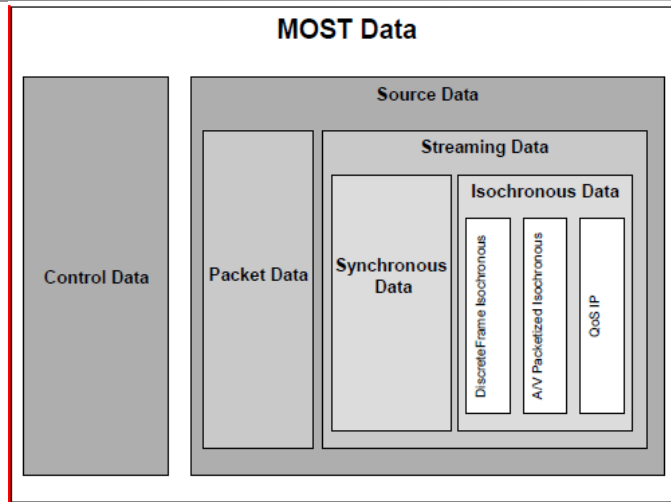 MOST Data
Control Data
Source Data
Packet Data
Streaming Data
Synchronous
Data
Isochronous Data
DiscreteFrame Isochronous
A/V Packetized Isochronous
QoS IP